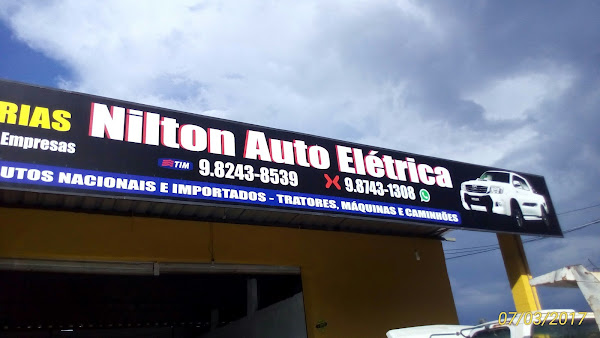 RIAS
Empresas
Nilton Auto Elétrica
TIM 9.8243-8539 9.8743-1308
UTOS NACIONAIS E IMPORTADOS - TRATORES, MÁQUINAS E CAMINHÕES
07/03/2017